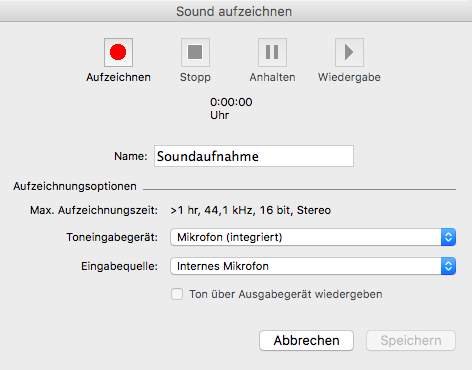 Sound aufzeichnen
Aufzeichnen Stopp Anhalten Wiedergabe
0:00:00
Uhr
Name: Soundaufnahme
Aufzeichnungsoptionen
Max. Aufzeichnungszeit: >1 hr, 44,1 kHz, 16 bit, Stereo
Toneingabegerät: Mikrofon (integriert)
Eingabequelle: Internes Mikrofon
Ton über Ausgabegerät wiedergeben
Abbrechen Speichern